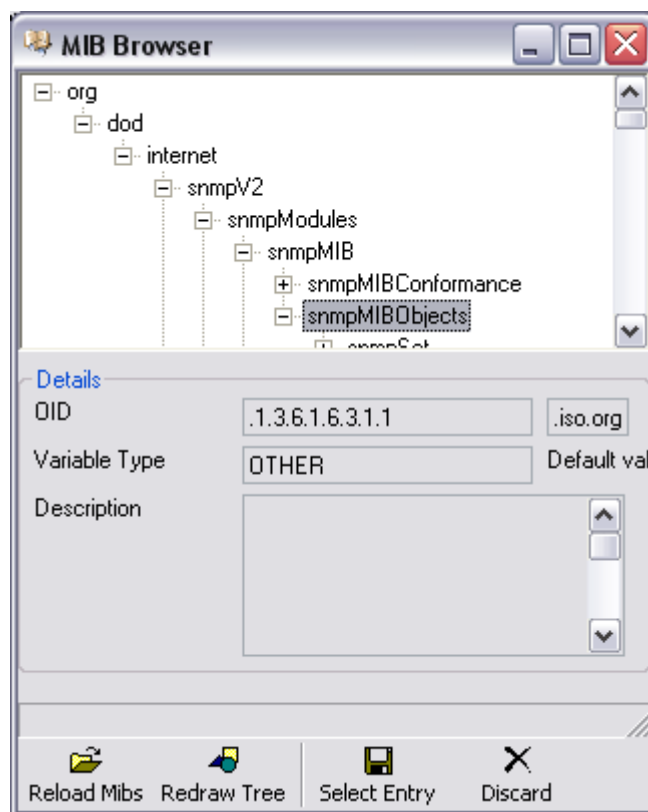 MIB Browser
org
dod
internet
snmpV2
snmpModules
snmpMIB
snmpMIBConformance
snmpMIBObjects
snmpSet
Details
OID .1.3.6.1.6.3.1.1 .iso.org
Variable Type OTHER Default val
Description
Reload Mibs Redraw Tree Select Entry Discard